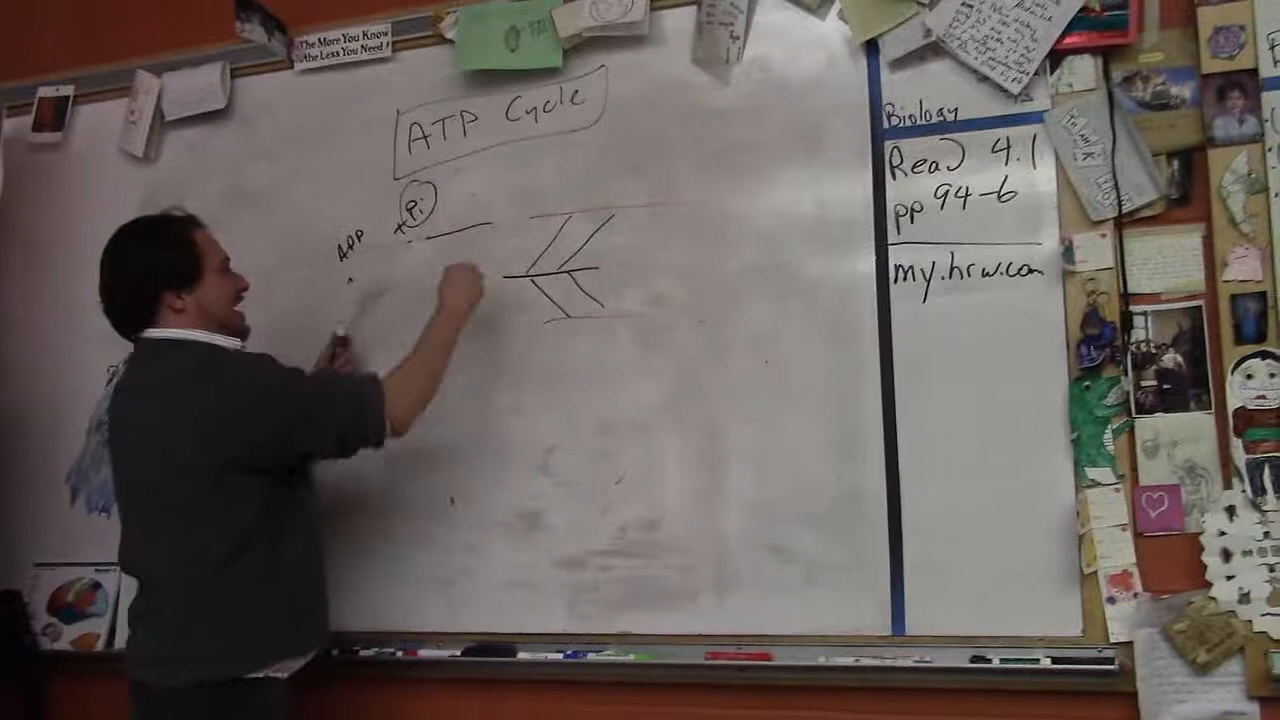 The More You Know
the Less You Need!
ATP Cycle
ADP + Pi
Biology
Read 4.1
pp 94-6
my.hrw.com